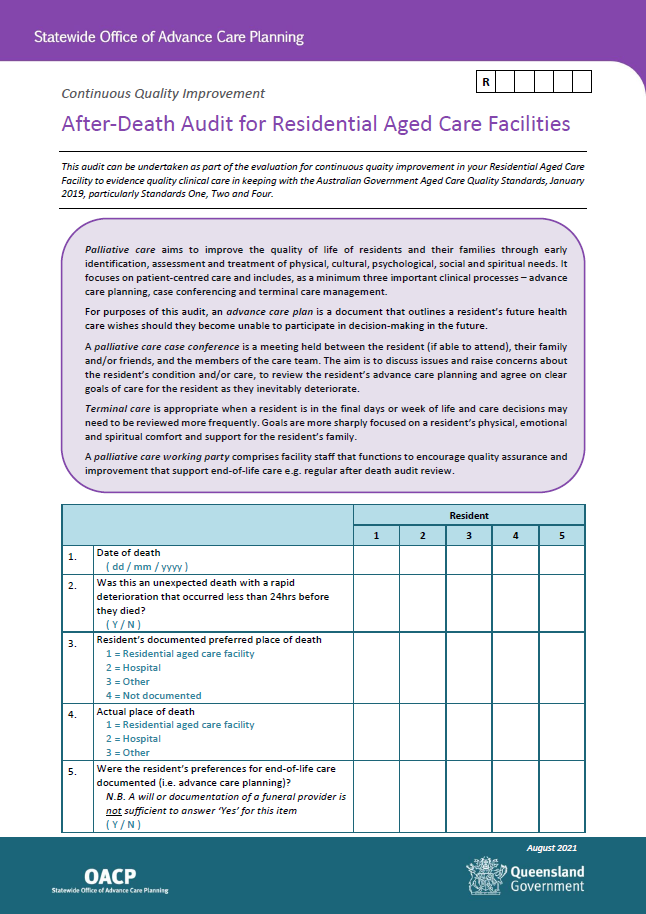 Statewide Office of Advance Care Planning
R
Continuous Quality Improvement
After-Death Audit for Residential Aged Care Facilities
This audit can be undertaken as part of the evaluation for continuous quaity improvement in your Residential Aged Care
Facility to evidence quality clinical care in keeping with the Australian Government Aged Care Quality Standards, January
2019, particularly Standards One, Two and Four.
Palliative care aims to improve the quality of life of residents and their families through early
identification, assessment and treatment of physical, cultural, psychological, social and spiritual needs. It
focuses on patient-centred care and includes, as a minimum three important clinical processes – advance
care planning, case conferencing and terminal care management.
For purposes of this audit, an advance care plan is a document that outlines a resident's future health
care wishes should they become unable to participate in decision-making in the future.
A palliative care case conference is a meeting held between the resident (if able to attend), their family
and/or friends, and the members of the care team. The aim is to discuss issues and raise concerns about
the resident's condition and/or care, to review the resident's advance care planning and agree on clear
goals of care for the resident as they inevitably deteriorate.
Terminal care is appropriate when a resident is in the final days or week of life and care decisions may
need to be reviewed more frequently. Goals are more sharply focused on a resident's physical, emotional
and spiritual comfort and support for the resident's family.
A palliative care working party comprises facility staff that functions to encourage quality assurance and
improvement that support end-of-life care e.g. regular after death audit review.
Resident
1 2 3 4 5
1. Date of death
( dd / mm / yyyy )
2. Was this an unexpected death with a rapid
deterioration that occurred less than 24hrs before
they died?
( Y / N )
3. Resident's documented preferred place of death
1 = Residential aged care facility
2 = Hospital
3 = Other
4 = Not documented
4. Actual place of death
1 = Residential aged care facility
2 = Hospital
3 = Other
5. Were the resident's preferences for end-of-life care
documented (i.e. advance care planning)?
N.B. A will or documentation of a funeral provider is
not sufficient to answer 'Yes' for this item
( Y / N )
August 2021
OACP
Statewide Office of Advance Care Planning
Queensland
Government